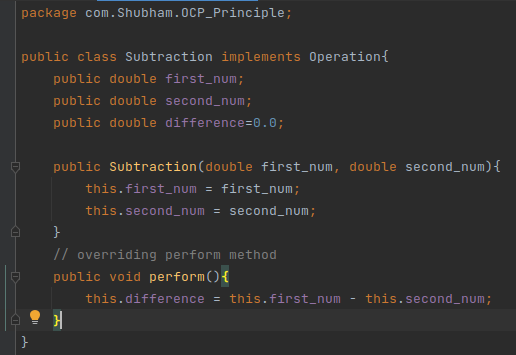 package com.Shubham.OCP_Principle;
public class Subtraction implements Operation{
public double first_num;
public double second_num;
public double difference=0.0;
public Subtraction(double first_num, double second_num){
this.first_num = first_num;
this.second_num = second_num;
}
// overriding perform method
public void perform(){
this.difference = this.first_num - this.second_num;
}
}